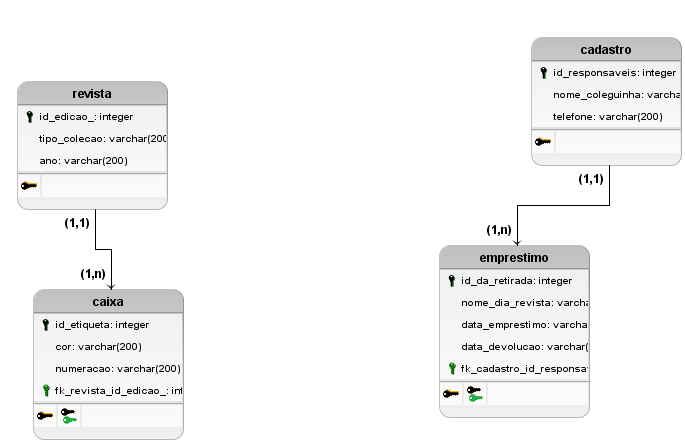 revista
id_edicao_: integer
tipo_colecao: varchar(200
ano: varchar(200)
(1,1)
(1,n)
caixa
id_etiqueta: integer
cor: varchar(200)
numeracao: varchar(200)
fk_revista_id_edicao_: int
cadastro
id_responsaveis: integer
nome_coleguinha: varcha
telefone: varchar(200)
(1,1)
(1,n)
emprestimo
id_da_retirada: integer
nome_dia_revista: varcha
data_emprestimo: varcha
data_devolucao: varchar(
fk_cadastro_id_responsav